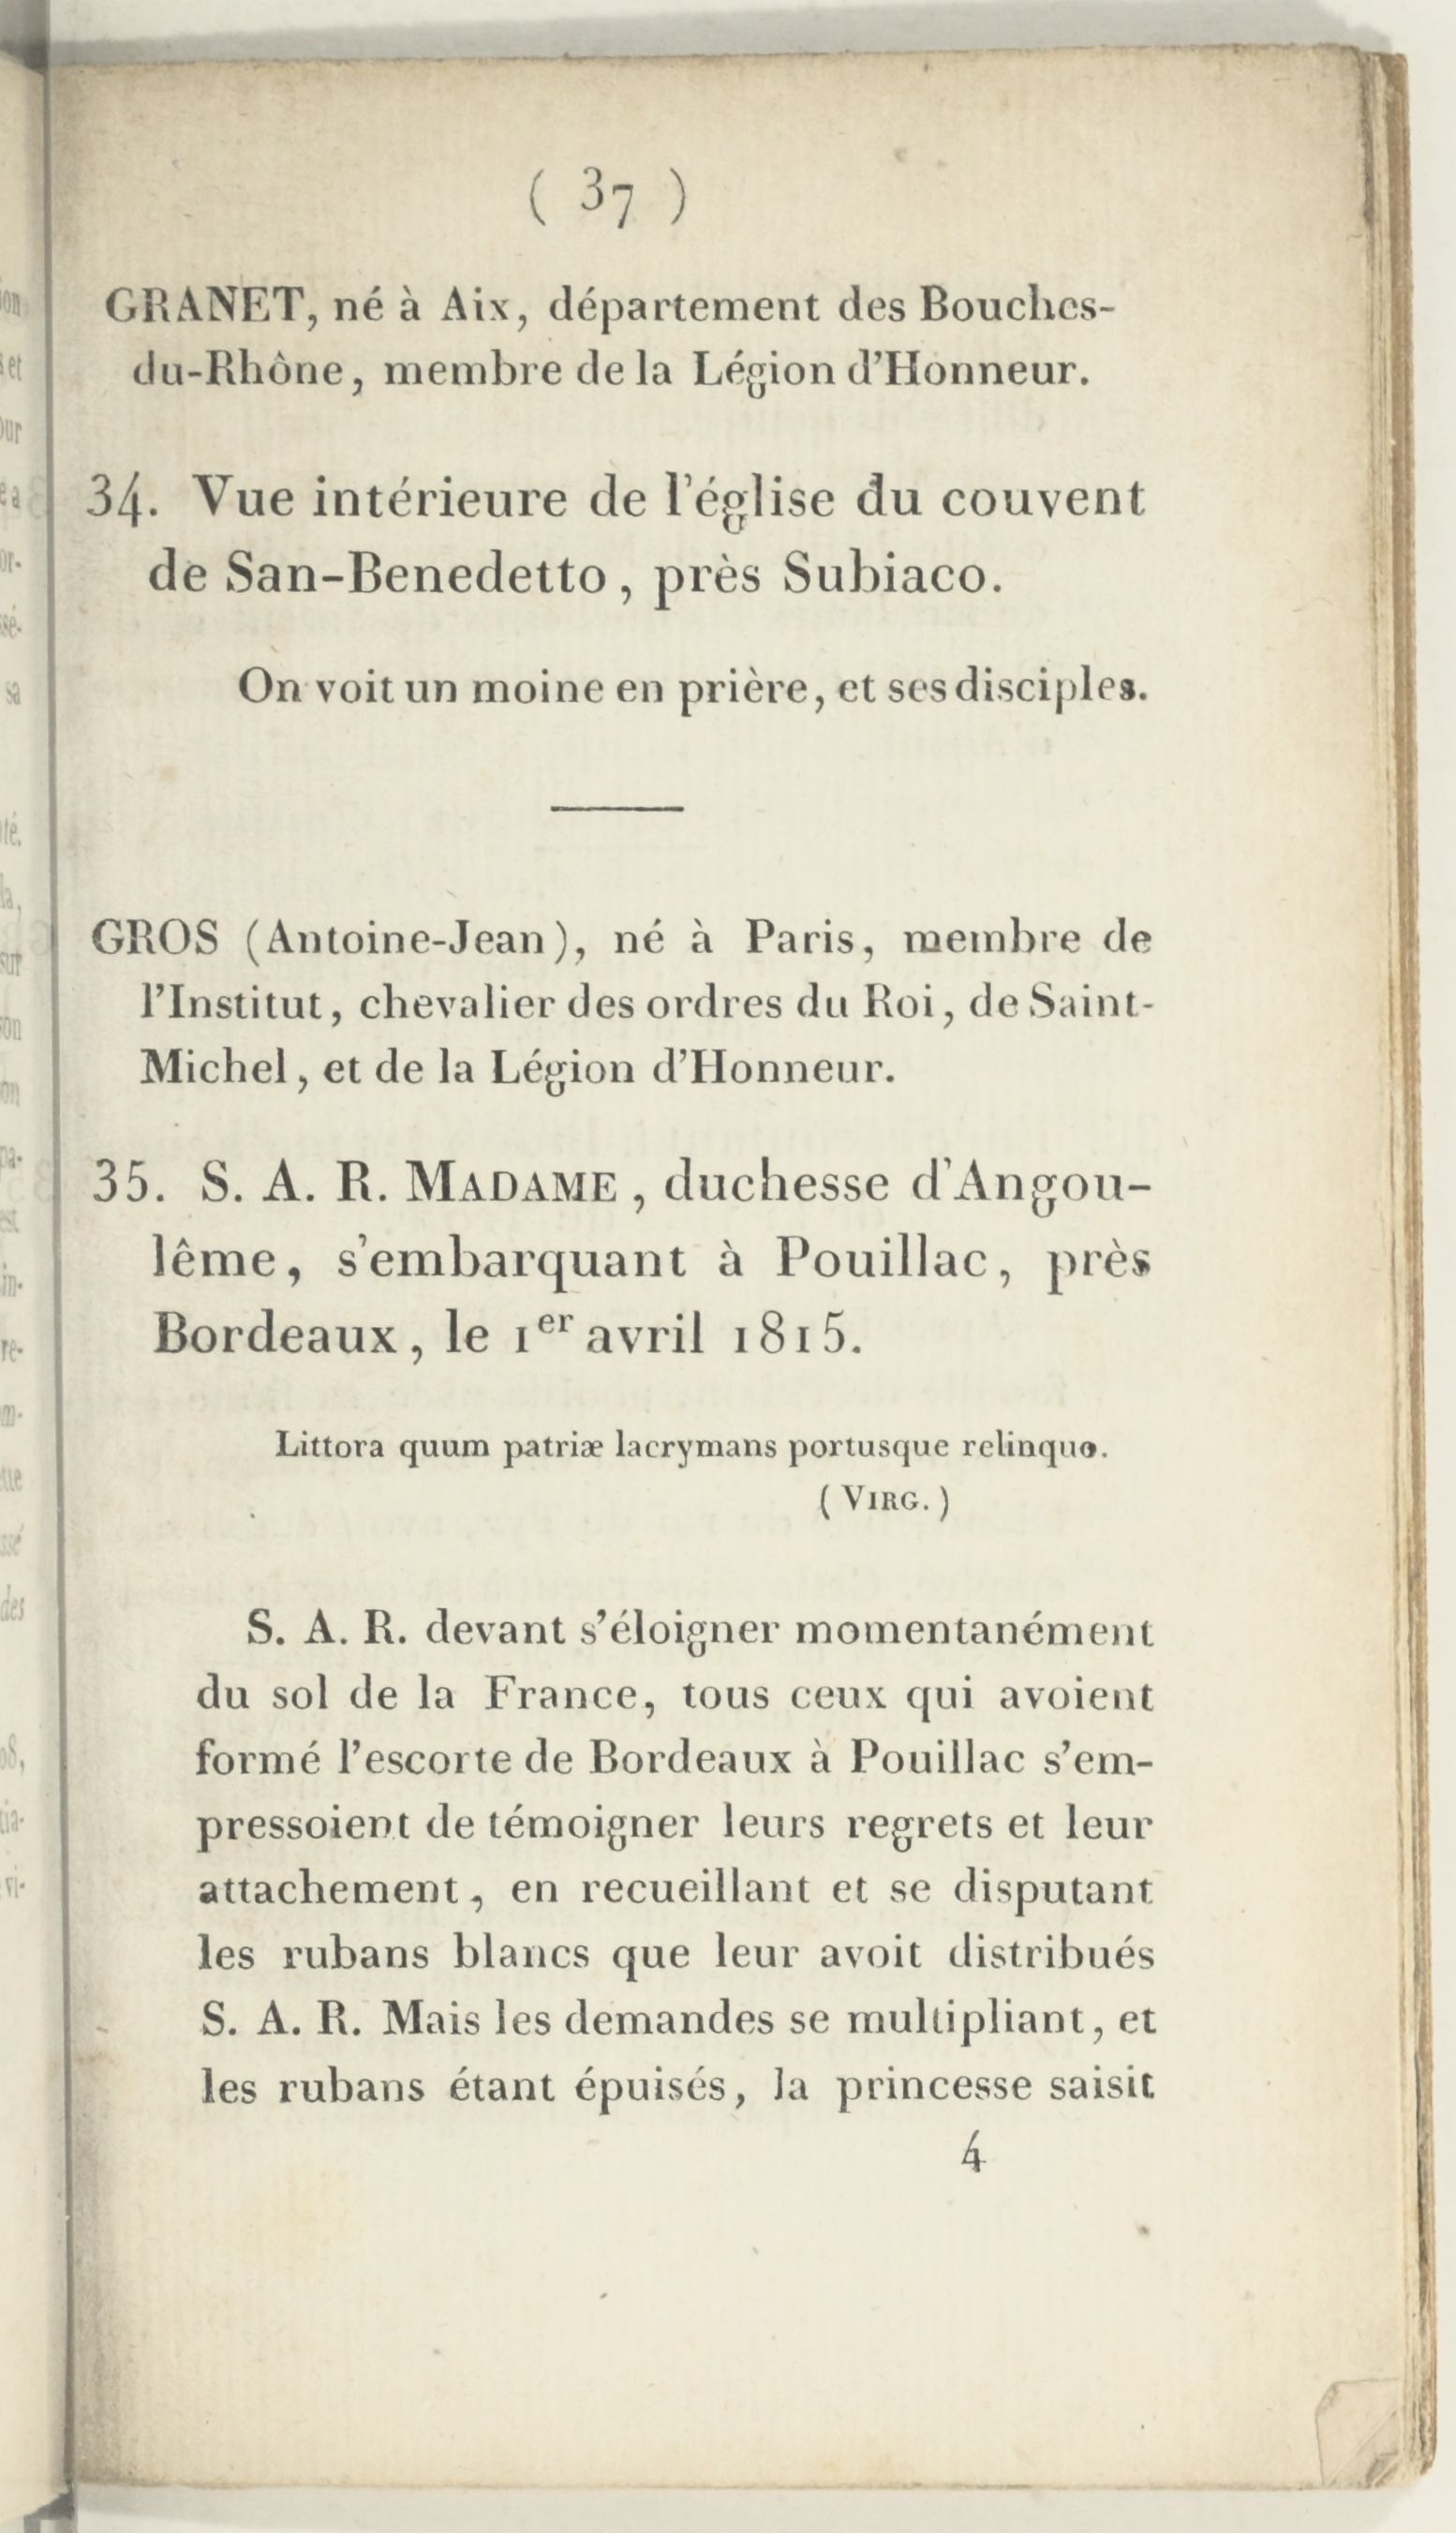 ( 37 )
GRANET, né à Aix, département des Bouches-
du-Rhône, membre de la Légion d'Honneur.
34. Vue intérieure de l'église du couvent
de San-Benedetto, près Subiaco.
On voit un moine en prière, et ses disciples.
GROS (Antoine-Jean), né à Paris, membre de
l'Institut, chevalier des ordres du Roi, de Saint-
Michel, et de la Légion d'Honneur.
35. S. A. R. MADAME, duchesse d'Angou-
lême, s'embarquant à Pouillac, près
Bordeaux, le 1er avril 1815.
Littora quum patriæ lacrymans portusque relinquo.
( VIRG. )
S. A. R. devant s'éloigner momentanément
du sol de la France, tous ceux qui avoient
formé l'escorte de Bordeaux à Pouillac s'em-
pressoient de témoigner leurs regrets et leur
attachement, en recueillant et se disputant
les rubans blancs que leur avoit distribués
S. A. R. Mais les demandes se multipliant, et
les rubans étant épuisés, la princesse saisit
4